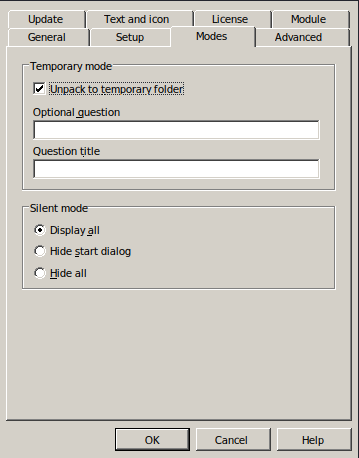 Update Text and icon License Module
General Setup Modes Advanced
Temporary mode
Unpack to temporary folder
Optional question
Question title
Silent mode
Display all
Hide start dialog
Hide all
OK Cancel Help